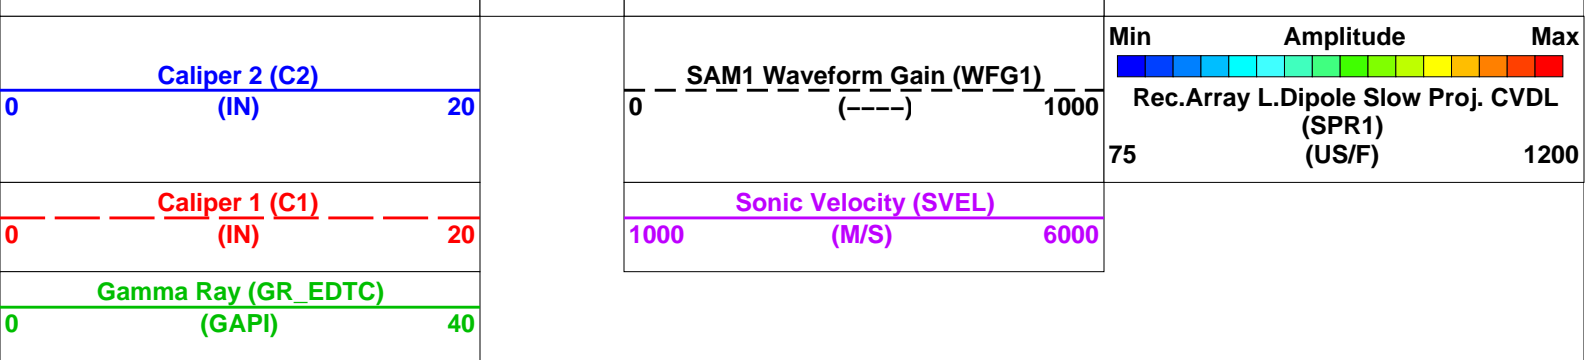 Caliper 2 (C2)
0 (IN) 20
Caliper 1 (C1)
0 (IN) 20
Gamma Ray (GR_EDTC)
0 (GAPI) 40
SAM1 Waveform Gain (WFG1)
0 (----) 1000
Sonic Velocity (SVEL)
1000 (M/S) 6000
Min Amplitude Max
Rec.Array L.Dipole Slow Proj. CVDL
(SPR1)
75 (US/F) 1200